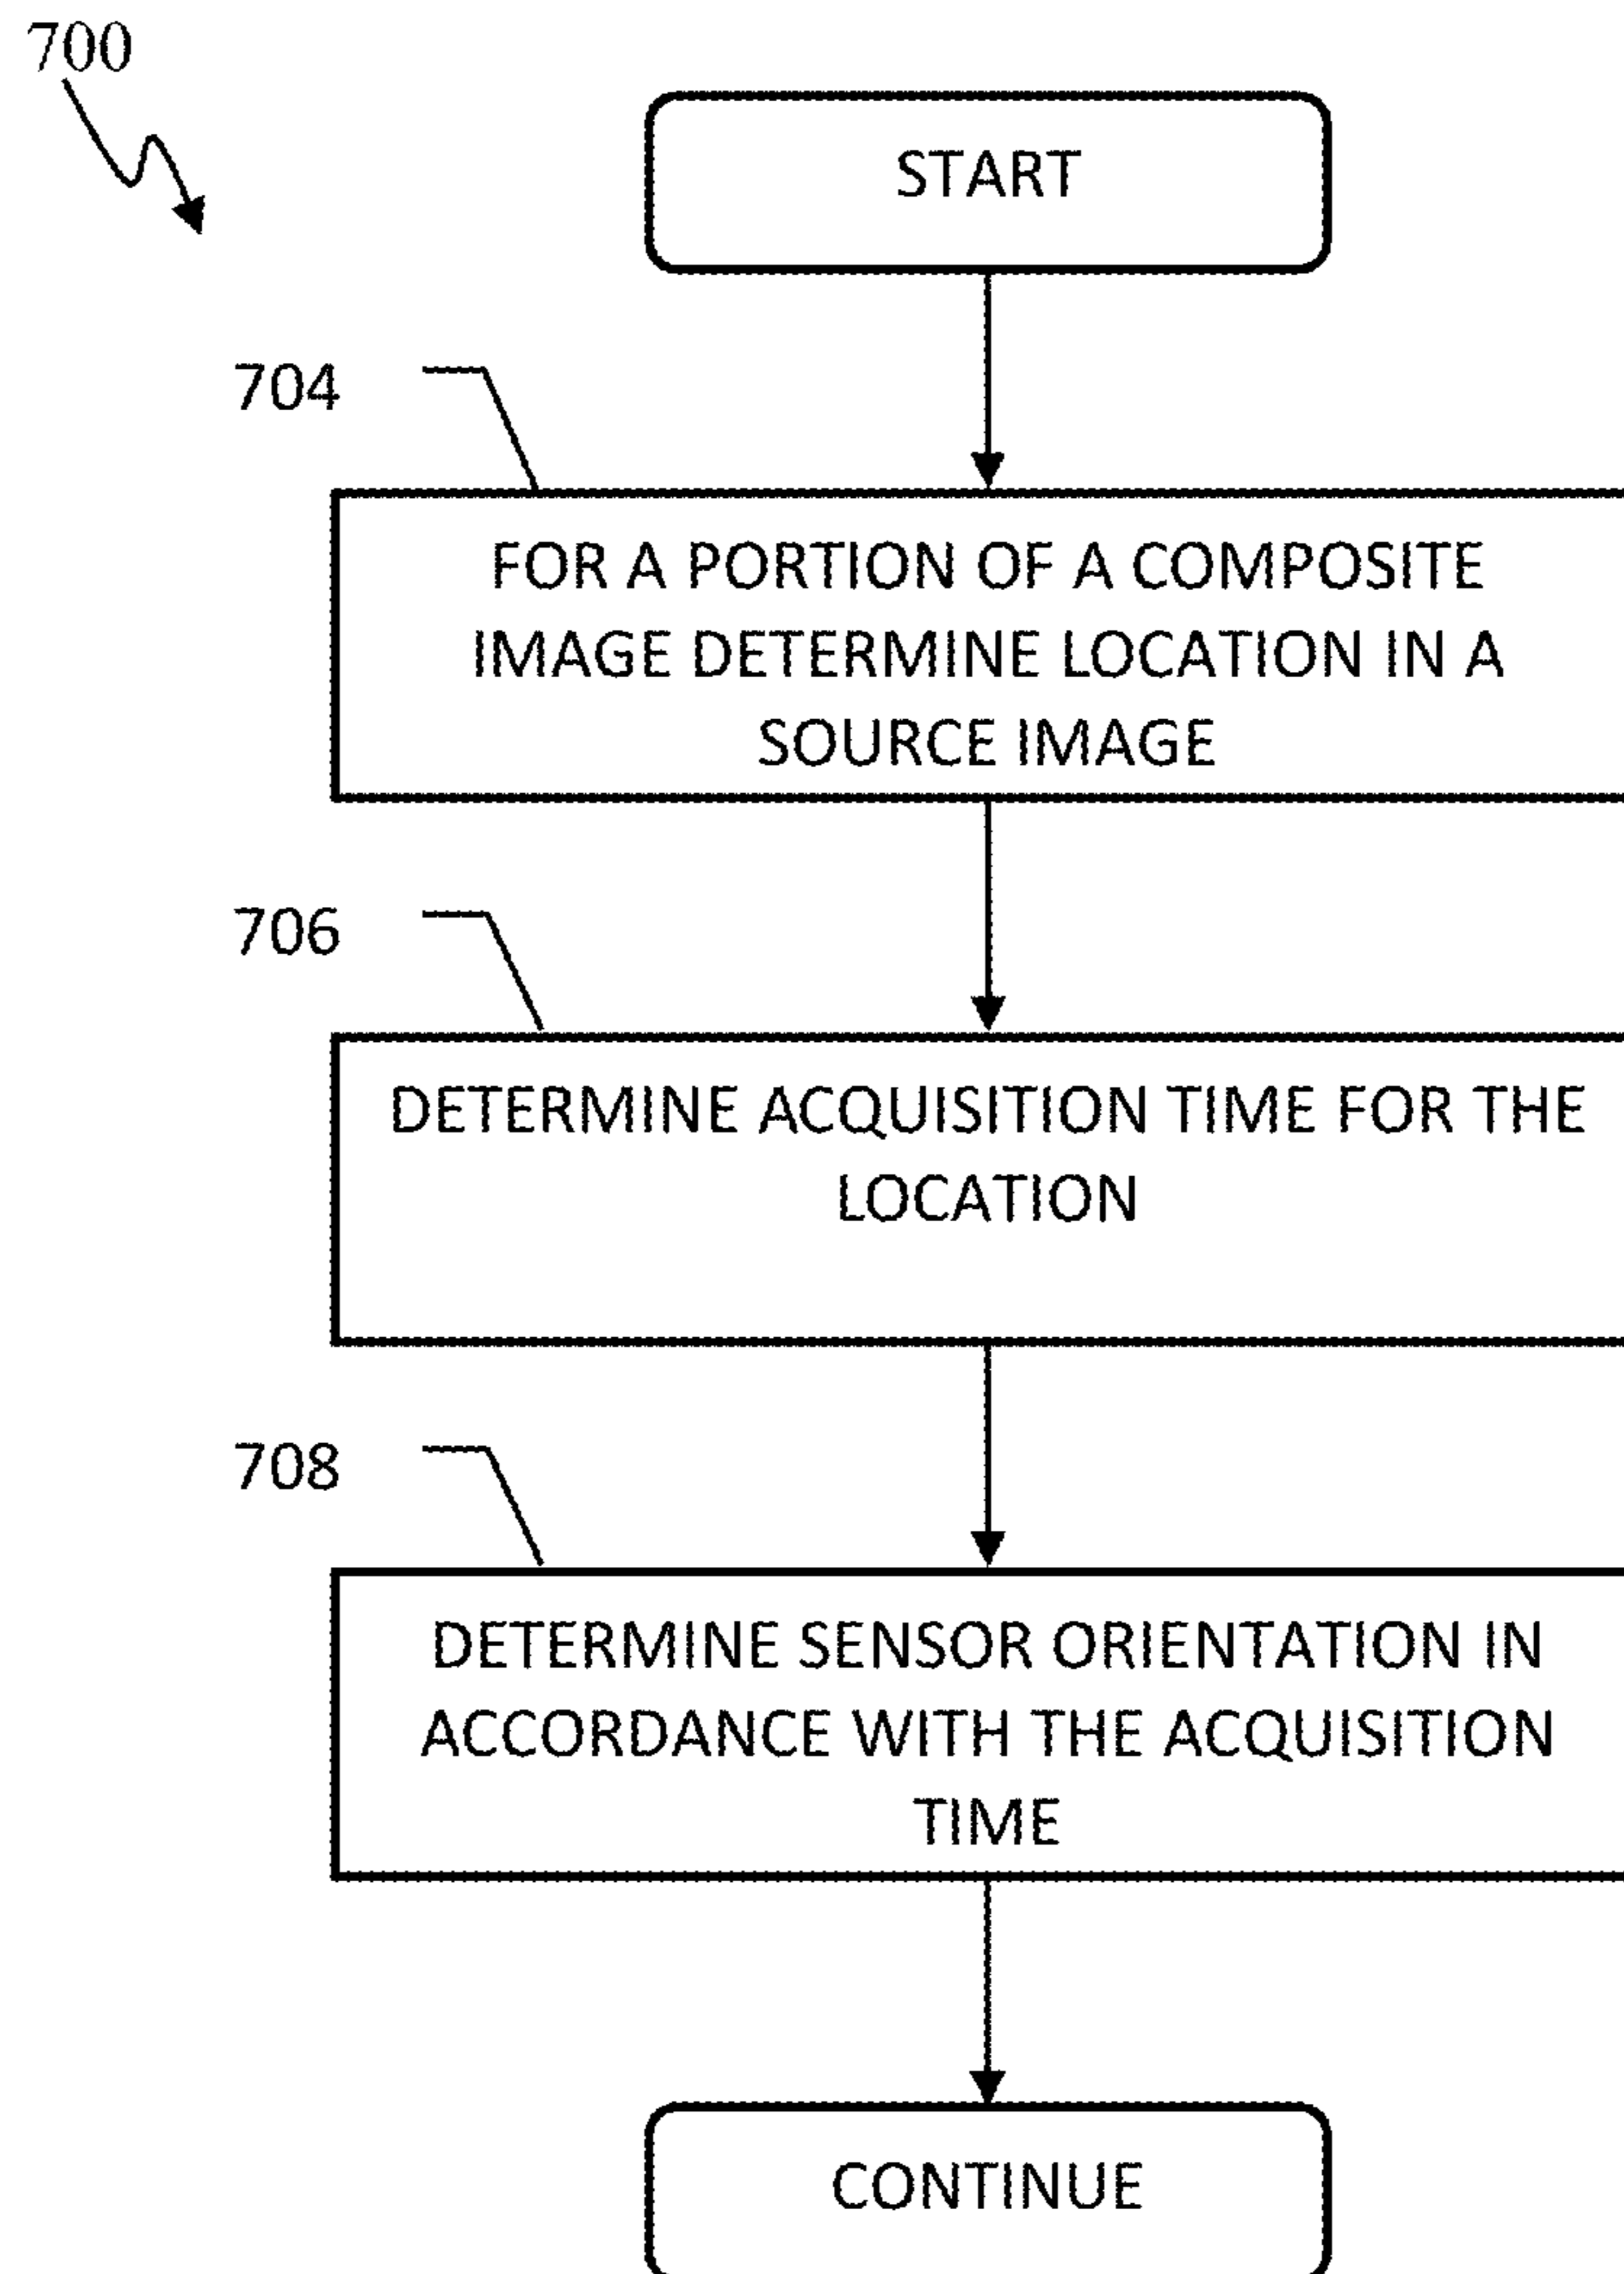 700
START
704
FOR A PORTION OF A COMPOSITE
IMAGE DETERMINE LOCATION IN A
SOURCE IMAGE
706
DETERMINE ACQUISITION TIME FOR THE
LOCATION
708
DETERMINE SENSOR ORIENTATION IN
ACCORDANCE WITH THE ACQUISITION
TIME
CONTINUE